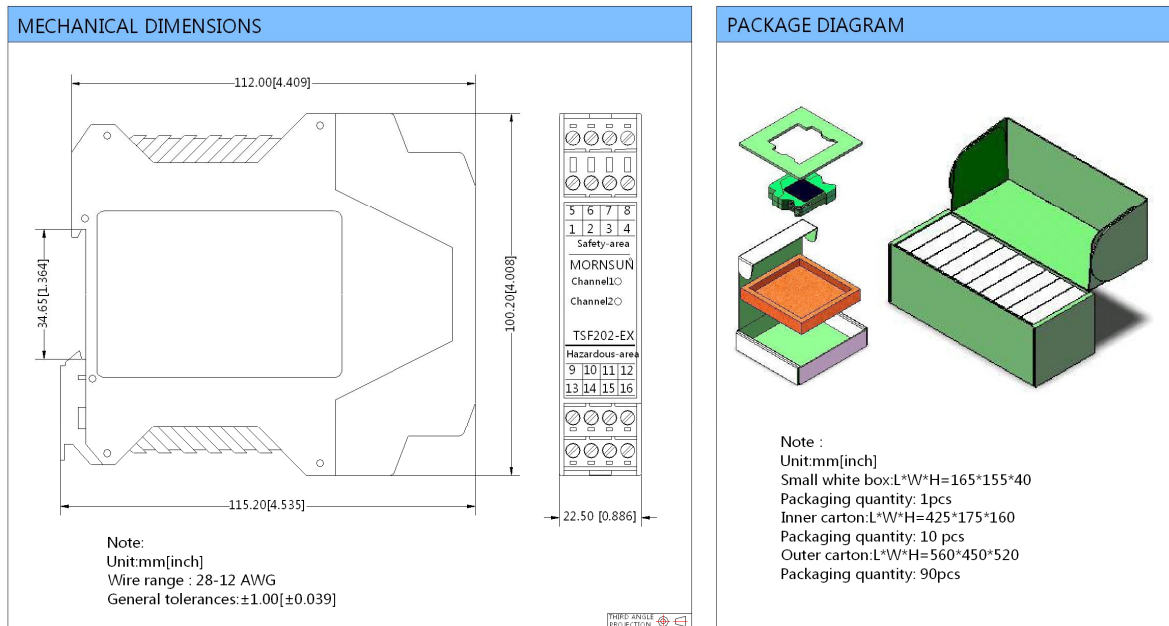 MECHANICAL DIMENSIONS
112.00[4.409]
34.65[1.364]
100.20[4.008]
115.20[4.535]
5 6 7 8
1 2 3 4
Safety-area
MORNSUN
Channel1
Channel2
TSF202-EX
Hazardous-area
9 10 11 12
13 14 15 16
22.50 [0.886]
Note:
Unit:mm[inch]
Wire range : 28-12 AWG
General tolerances:±1.00[±0.039]
THIRD ANGLE
PROJECTION
PACKAGE DIAGRAM
Note :
Unit:mm[inch]
Small white box:L*W*H=165*155*40
Packaging quantity: 1pcs
Inner carton:L*W*H=425*175*160
Packaging quantity: 10 pcs
Outer carton:L*W*H=560*450*520
Packaging quantity: 90pcs